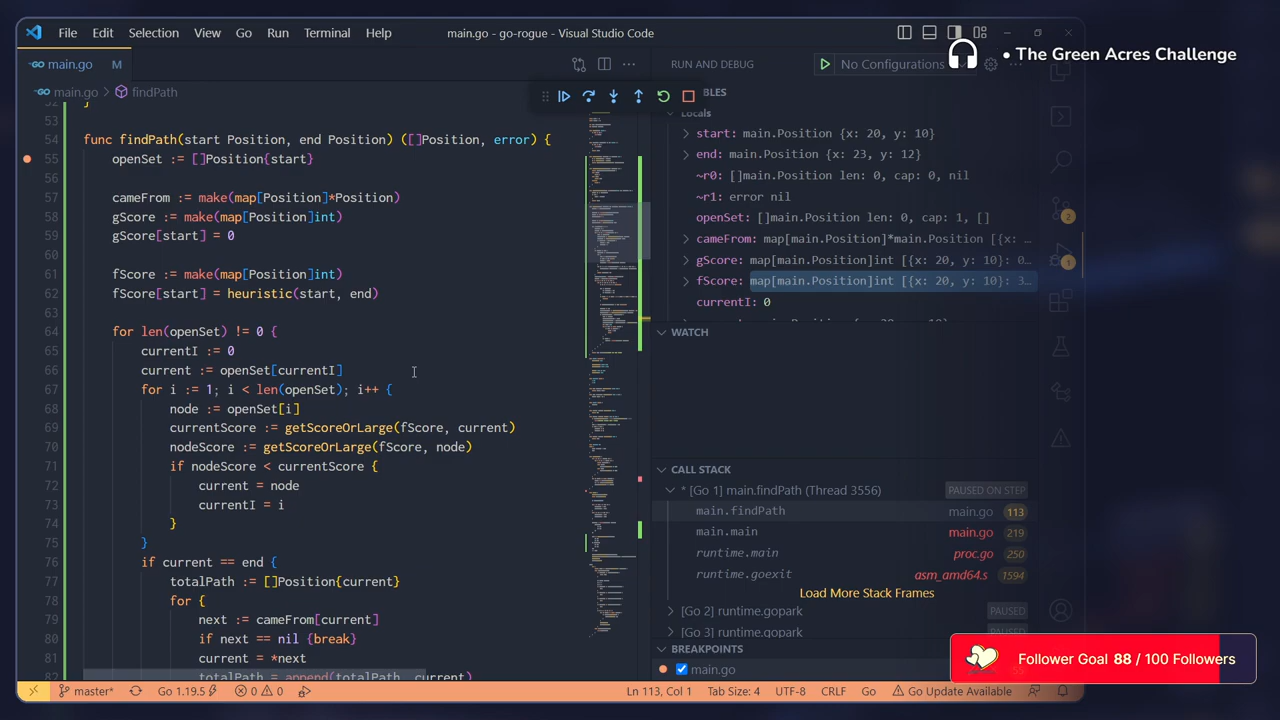 File Edit Selection View Go Run Terminal Help
main.go - go-rogue - Visual Studio Code
• The Green Acres Challenge
main.go M
RUN AND DEBUG
No Configurations
main.go > findPath
BLES
53
54 func findPath(start Position, end Position) ([]Position, error) {
55 openSet := []Position{start}
56
57 cameFrom := make(map[Position]*Position)
58 gScore := make(map[Position]int)
59 gScore[start] = 0
60
61 fScore := make(map[Position]int)
62 fScore[start] = heuristic(start, end)
63
64 for len(openSet) != 0 {
65 currentI := 0
66 current := openSet[currentI]
67 for i := 1; i < len(openSet); i++ {
68 node := openSet[i]
69 currentScore := getScoreOrLarge(fScore, current)
70 nodeScore := getScoreOrLarge(fScore, node)
71 if nodeScore < currentScore {
72 current = node
73 currentI = i
74 }
75 }
76 if current == end {
77 totalPath := []Position{current}
78 for {
79 next := cameFrom[current]
80 if next == nil {break}
81 current = *next
82 totalPath = append(totalPath, current)
Locals
start: main.Position {x: 20, y: 10}
end: main.Position {x: 23, y: 12}
~r0: []main.Position len: 0, cap: 0, nil
~r1: error nil
openSet: []main.Position len: 0, cap: 1, []
cameFrom: map[main.Position]*main.Position [{x: …
gScore: map[main.Position]int [{x: 20, y: 10}: 0…
fScore: map[main.Position]int [{x: 20, y: 10}: 3…
currentI: 0
2
1
WATCH
CALL STACK
* [Go 1] main.findPath (Thread 3556) PAUSED ON STEP
main.findPath main.go 113
main.main main.go 219
runtime.main proc.go 250
runtime.goexit asm_amd64.s 1594
Load More Stack Frames
[Go 2] runtime.gopark PAUSED
[Go 3] runtime.gopark PAUSED
BREAKPOINTS
main.go
Follower Goal 88 / 100 Followers
master* Go 1.19.5 0 0
Ln 113, Col 1 Tab Size: 4 UTF-8 CRLF Go Go Update Available